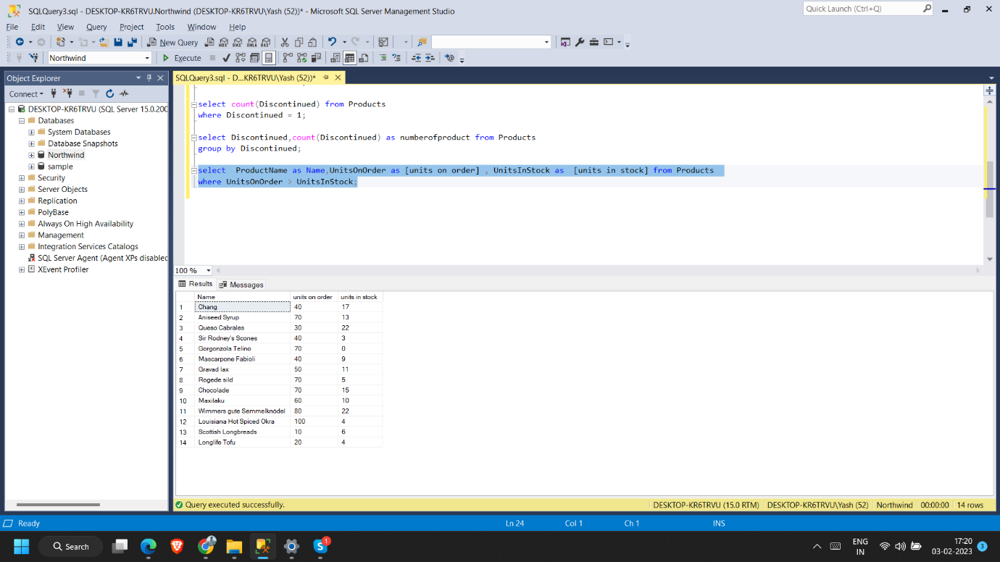 SQLQuery3.sql - DESKTOP-KR6TRVU.Northwind (DESKTOP-KR6TRVU\Yash (52))* - Microsoft SQL Server Management Studio
Quick Launch (Ctrl+Q)
File Edit View Query Project Tools Window Help
New Query
Northwind
Execute
Object Explorer
Connect
DESKTOP-KR6TRVU (SQL Server 15.0.200
Databases
System Databases
Database Snapshots
Northwind
sample
Security
Server Objects
Replication
PolyBase
Always On High Availability
Management
Integration Services Catalogs
SQL Server Agent (Agent XPs disabled
XEvent Profiler
SQLQuery3.sql - D...KR6TRVU\Yash (52))*
select count(Discontinued) from Products
where Discontinued = 1;
select Discontinued,count(Discontinued) as numberofproduct from Products
group by Discontinued;
select  ProductName as Name,UnitsOnOrder as [units on order] , UnitsInStock as  [units in stock] from Products
where UnitsOnOrder > UnitsInStock;
100 %
Results Messages
Name units on order units in stock
1 Chang 40 17
2 Aniseed Syrup 70 13
3 Queso Cabrales 30 22
4 Sir Rodney's Scones 40 3
5 Gorgonzola Telino 70 0
6 Mascarpone Fabioli 40 9
7 Gravad lax 50 11
8 Rogede sild 70 5
9 Chocolade 70 15
10 Maxilaku 60 10
11 Wimmers gute Semmelknödel 80 22
12 Louisiana Hot Spiced Okra 100 4
13 Scottish Longbreads 10 6
14 Longlife Tofu 20 4
Query executed successfully. DESKTOP-KR6TRVU (15.0 RTM) DESKTOP-KR6TRVU\Yash (52) Northwind 00:00:00 14 rows
Ready Ln 24 Col 1 Ch 1 INS
Search
1
ENG
IN
17:20
03-02-2023
3